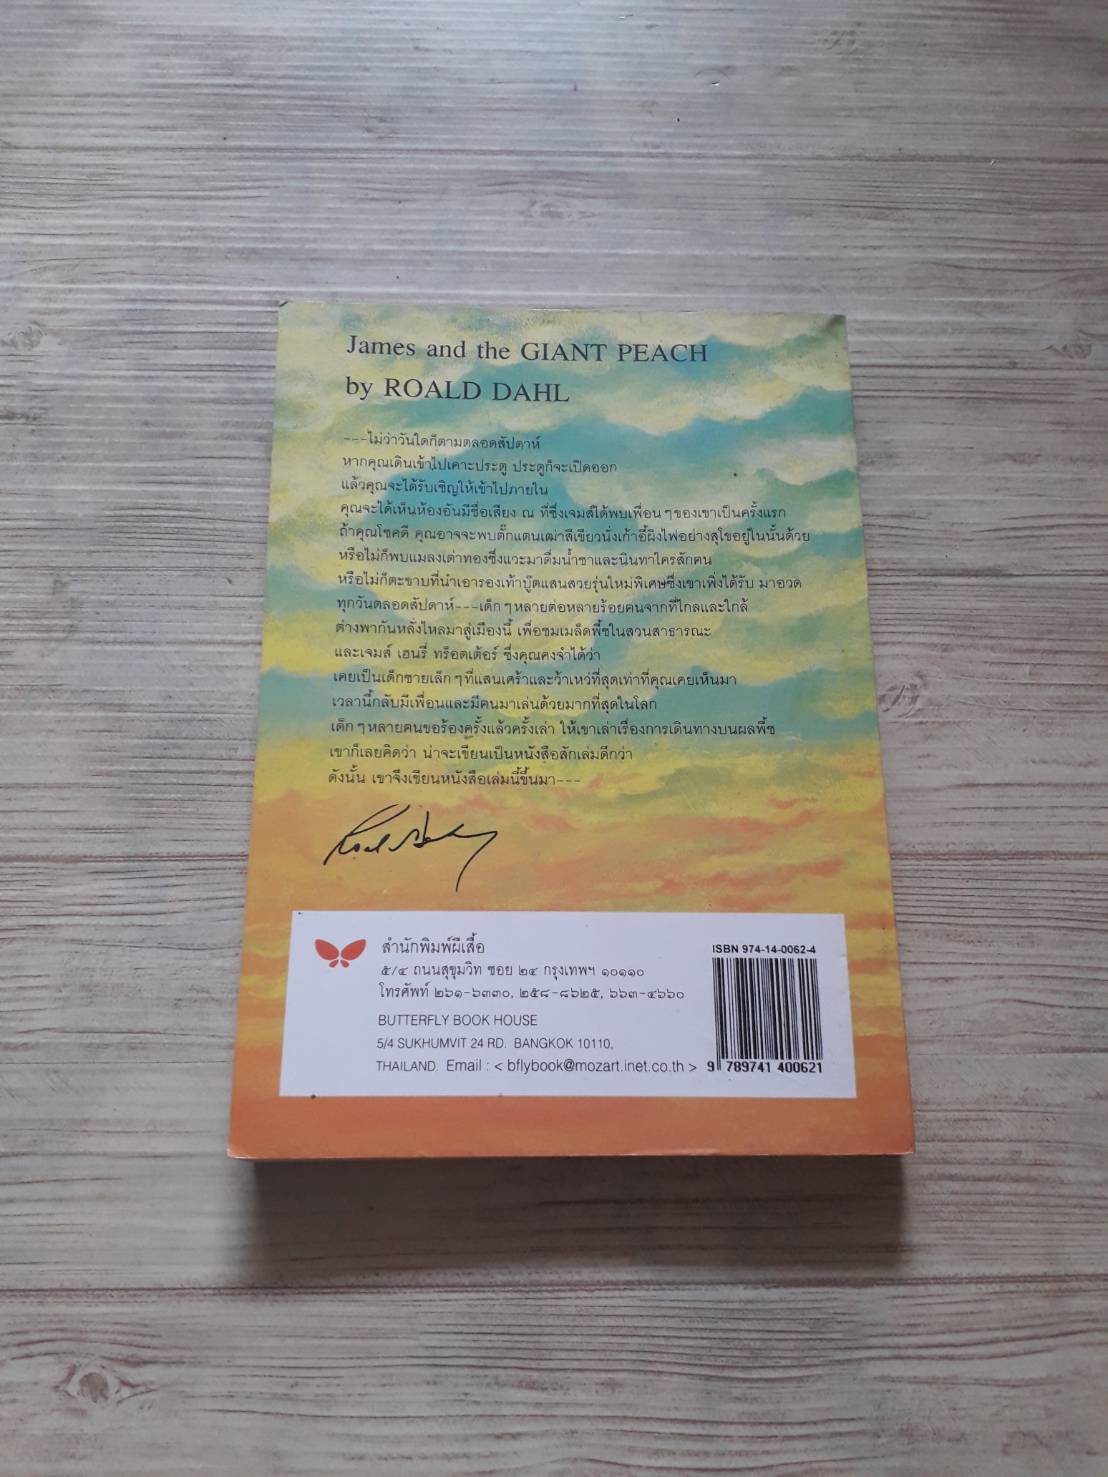 James and the GIANT PEACH
by ROALD DAHL
---ไม่ว่าวันใดก็ตามตลอดสัปดาห์
หากคุณเดินเข้าไปเคาะประตู ประตูก็จะเปิดออก
แล้วคุณจะได้รับเชิญให้เข้าไปภายใน
คุณจะได้เห็นห้องอันมีชื่อเสียง ณ ที่ซึ่งเจมส์ได้พบเพื่อนๆของเขาเป็นครั้งแรก
ถ้าคุณโชคดี คุณอาจจะพบตั๊กแตนเฒ่าสีเขียวนั่งเก้าอี้ผิงไฟอย่างสุโขอยู่ในนั้นด้วย
หรือไม่ก็พบแมลงเต่าทองซึ่งแวะมาดื่มน้ำชาและนินทาใครสักคน
หรือไม่ก็ตะขาบที่นำเอารองเท้าบู๊ตแสนสวยรุ่นใหม่พิเศษซึ่งเขาเพิ่งได้รับ มาอวด
ทุกวันตลอดสัปดาห์---เด็กๆหลายต่อหลายร้อยคนจากที่ไกลและใกล้
ต่างพากันหลั่งไหลมาสู่เมืองนี้ เพื่อชมเมล็ดพีชในสวนสาธารณะ
และเจมส์ เฮนรี่ ทร็อตเต้อร์ ซึ่งคุณคงจำได้ว่า
เคยเป็นเด็กชายเล็กๆที่แสนเศร้าและว้าเหว่ที่สุดเท่าที่คุณเคยเห็นมา
เวลานี้กลับมีเพื่อนและมีคนมาเล่นด้วยมากที่สุดในโลก
เด็กๆหลายคนขอร้องครั้งแล้วครั้งเล่า ให้เขาเล่าเรื่องการเดินทางบนผลพีช
เขาก็เลยคิดว่า น่าจะเขียนเป็นหนังสือสักเล่มดีกว่า
ดังนั้น เขาจึงเขียนหนังสือเล่มนี้ขึ้นมา---
สำนักพิมพ์ผีเสื้อ
๕/๔ ถนนสุขุมวิท ซอย ๒๔ กรุงเทพฯ ๑๐๑๑๐
โทรศัพท์ ๒๖๑-๖๓๓๐, ๒๕๘-๘๖๒๕, ๖๖๓-๔๖๖๐
BUTTERFLY BOOK HOUSE
5/4 SUKHUMVIT 24 RD. BANGKOK 10110,
THAILAND. Email : < bflybook@mozart.inet.co.th >
ISBN 974-14-0062-4
9 789741 400621